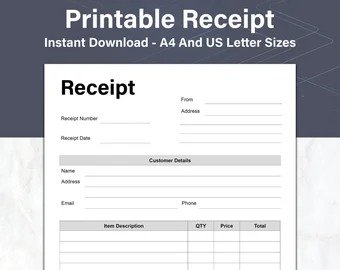 Printable Receipt
Instant Download - A4 And US Letter Sizes
Receipt
From
Address
Receipt Number
Receipt Date
Customer Details
Name
Address
Email Phone
Item Description QTY Price Total